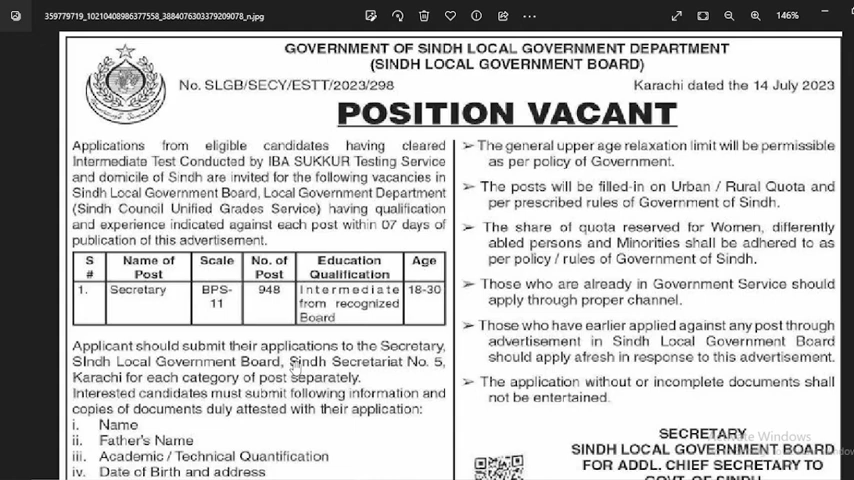 359779719_10210408986377558_3884076303379209078_n.jpg
146%
GOVERNMENT OF SINDH LOCAL GOVERNMENT DEPARTMENT
(SINDH LOCAL GOVERNMENT BOARD)
No. SLGB/SECY/ESTT/2023/298
Karachi dated the 14 July 2023
POSITION VACANT
Applications from eligible candidates having cleared
Intermediate Test Conducted by IBA SUKKUR Testing Service
and domicile of Sindh are invited for the following vacancies in
Sindh Local Government Board, Local Government Department
(Sindh Council Unified Grades Service) having qualification
and experience indicated against each post within 07 days of
publication of this advertisement.
S # Name of Post Scale No. of Post Education Qualification Age
1. Secretary BPS-11 948 Intermediate from recognized Board 18-30
Applicant should submit their applications to the Secretary,
SIndh Local Government Board, Sindh Secretariat No. 5,
Karachi for each category of post separately.
Interested candidates must submit following information and
copies of documents duly attested with their application:
i. Name
ii. Father's Name
iii. Academic / Technical Quantification
iv. Date of Birth and address
➢ The general upper age relaxation limit will be permissible
as per policy of Government.
➢ The posts will be filled-in on Urban / Rural Quota and
per prescribed rules of Government of Sindh.
➢ The share of quota reserved for Women, differently
abled persons and Minorities shall be adhered to as
per policy / rules of Government of Sindh.
➢ Those who are already in Government Service should
apply through proper channel.
➢ Those who have earlier applied against any post through
advertisement in Sindh Local Government Board
should apply afresh in response to this advertisement.
➢ The application without or incomplete documents shall
not be entertained.
SECRETARY
SINDH LOCAL GOVERNMENT BOARD
FOR ADDL. CHIEF SECRETARY TO
GOVT. OF SINDH
Activate Windows